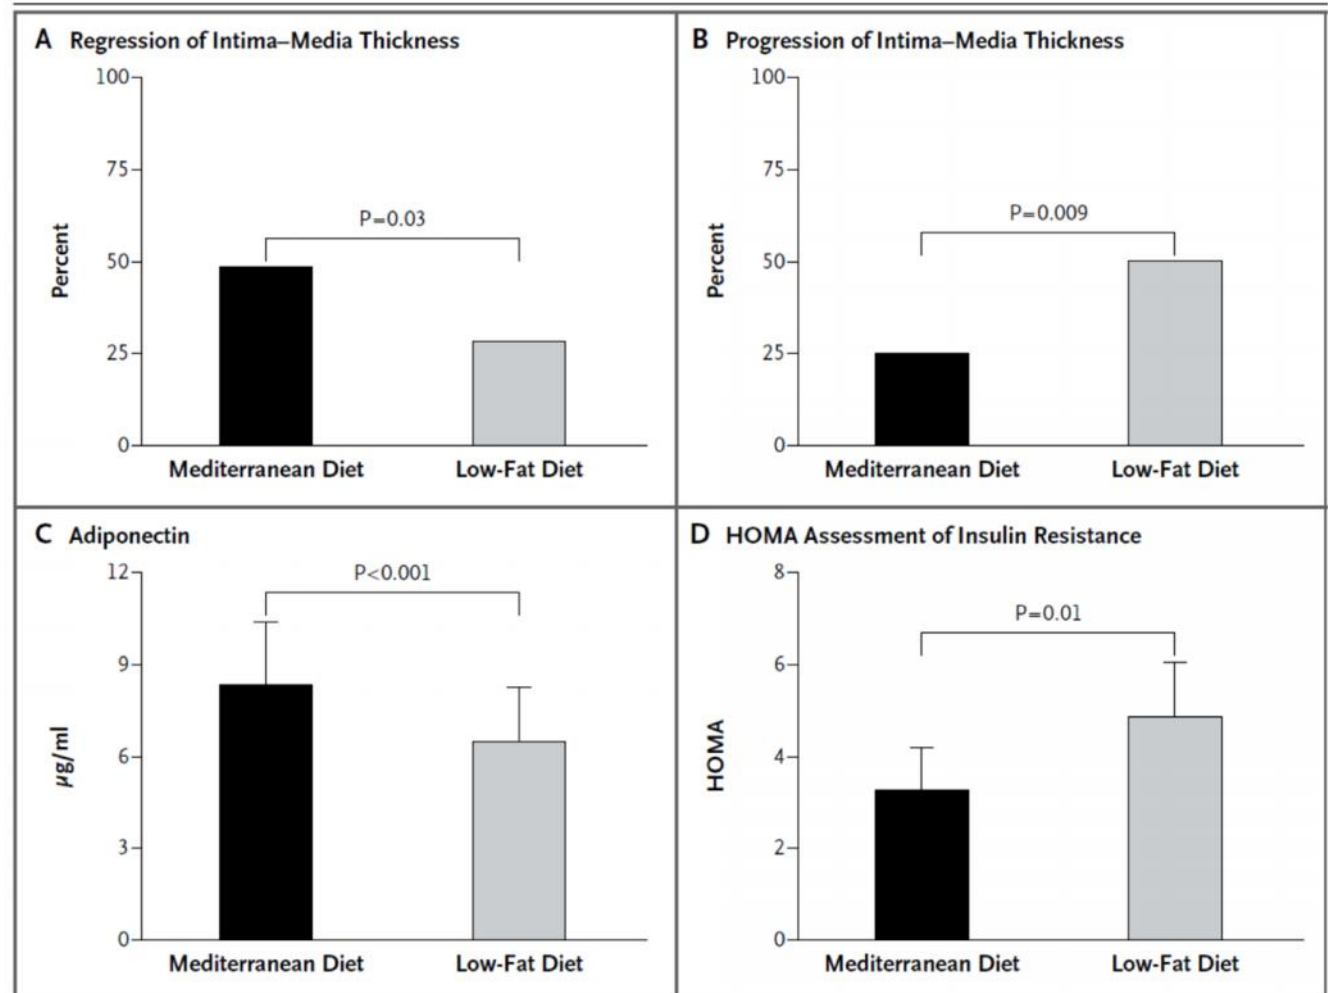 A Regression of Intima–Media Thickness
100
75
50
25
0
Percent
P=0.03
Mediterranean Diet
Low-Fat Diet
B Progression of Intima–Media Thickness
100
75
50
25
0
Percent
P=0.009
Mediterranean Diet
Low-Fat Diet
C Adiponectin
12
9
6
3
0
µg/ml
P<0.001
Mediterranean Diet
Low-Fat Diet
D HOMA Assessment of Insulin Resistance
8
6
4
2
0
HOMA
P=0.01
Mediterranean Diet
Low-Fat Diet